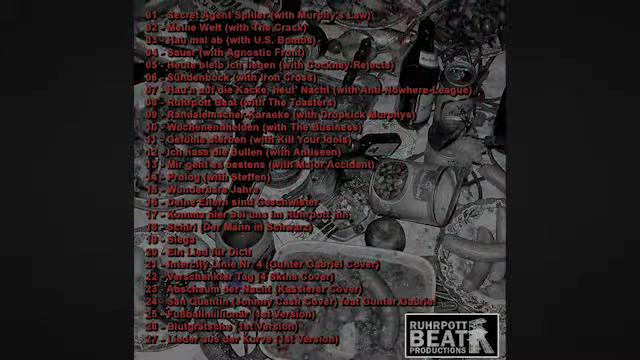 01 - Secret Agent Spiller (with Murphy's Law)
02 - Meine Welt (with The Crack)
03 - Hau mal ab (with U.S. Bombs)
04 - Sauer (with Agnostic Front)
05 - Heute bleib ich liegen (with Cockney Rejects)
06 - Sündenbock (with Iron Cross)
07 - Hau'n auf die Kacke, heut' Nacht (with Anti-Nowhere-League)
08 - Ruhrpott Beat (with The Toasters)
09 - Randalemacher-Karaoke (with Dropkick Murphys)
10 - Wochenendhelden (with The Business)
11 - Gefühle sterben (with Kill Your Idols)
12 - Ich hass die Bullen (with Antiseen)
13 - Mir geht es bestens (with Major Accident)
14 - Prolog (with Steffen)
15 - Wunderbare Jahre
16 - Deine Eltern sind Geschwister
17 - Komma hier bei uns im Ruhrpott rin
18 - (Der Mann in Schwarz)
19 - Siega
20 - Ein Lied für Dich
21 - Intercity Linie Nr. 4 (Gunter Gabriel Cover)
22 - Verschenkter Tag (4 Skins Cover)
23 - Abschaum der Nacht (Kassierer Cover)
24 - San Quentin (Johnny Cash Cover) feat Gunter Gabriel
25 - Fußballmillionär (1st Version)
26 - Blutgrätsche (1st Version)
27 - Lieder aus der Kurve (1st Version)
RUHRPOTT
BEAT
PRODUCTIONS